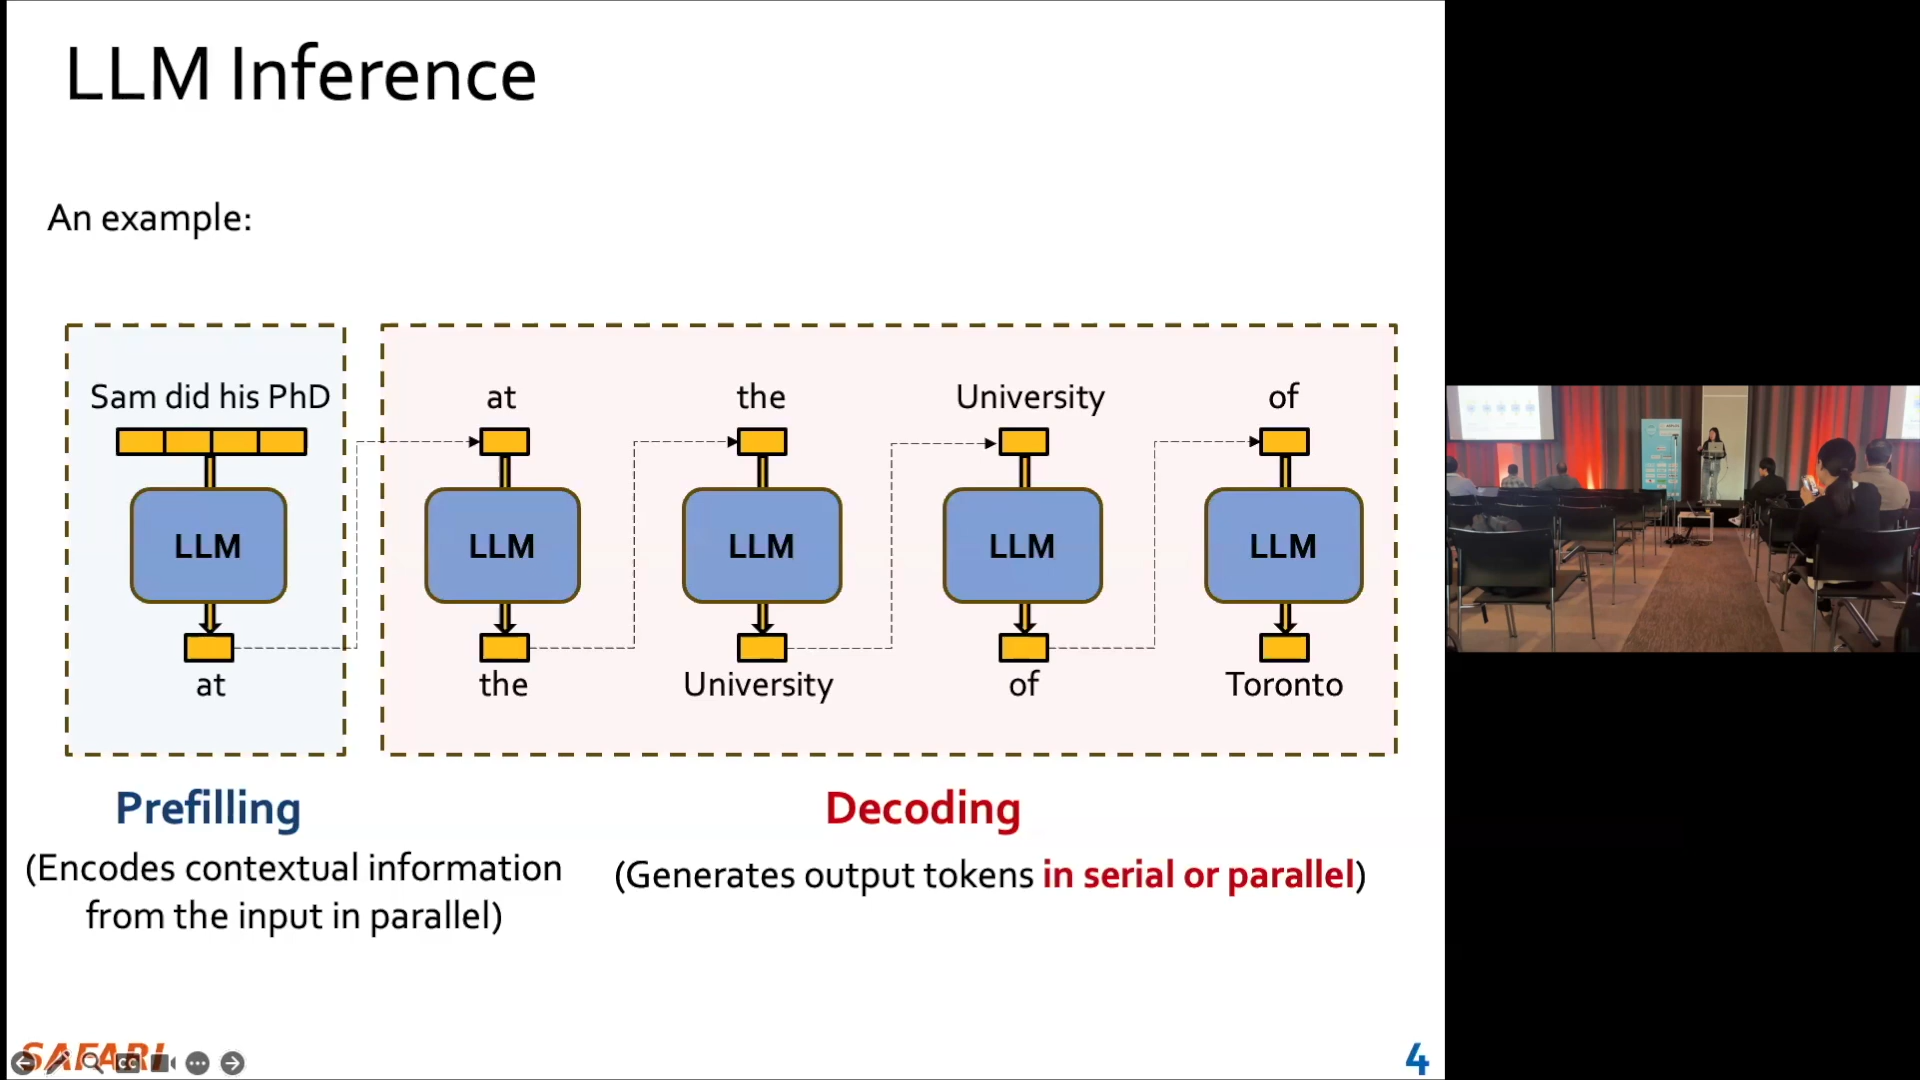 LLM Inference
An example:
Sam did his PhD
at
the
University
of
LLM
LLM
LLM
LLM
LLM
at
the
University
of
Toronto
Prefilling
Decoding
(Encodes contextual information
from the input in parallel)
(Generates output tokens in serial or parallel)
SAFARI
CC
4